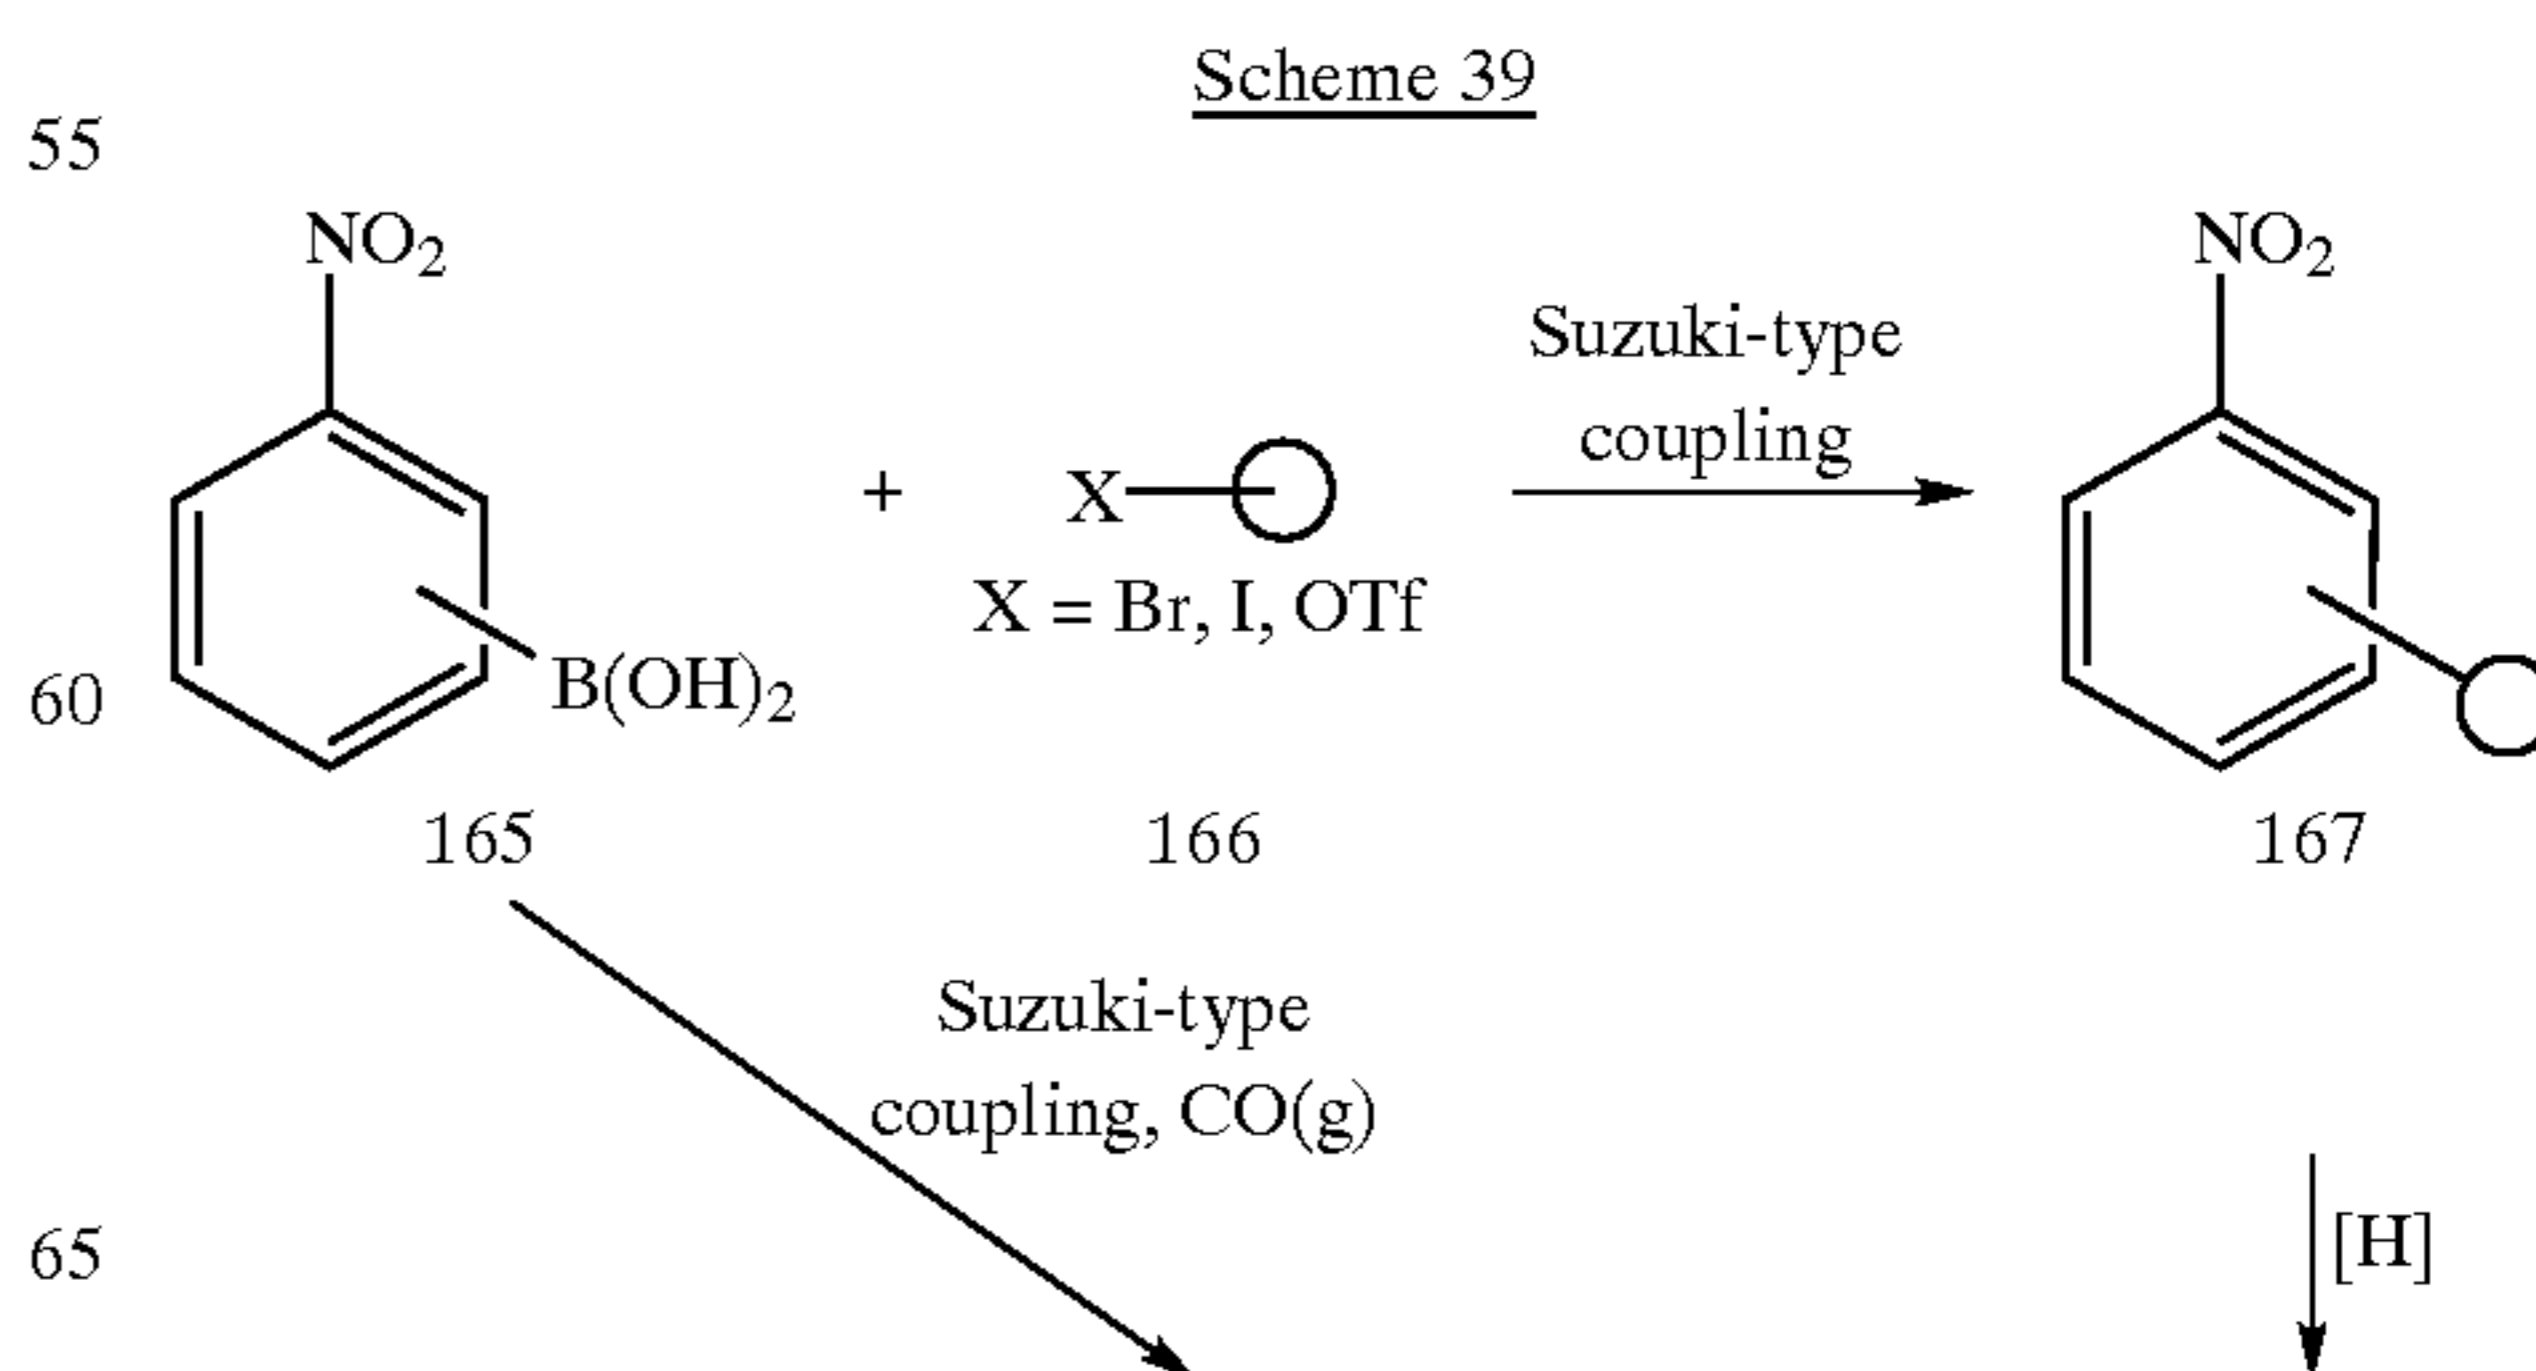 Scheme 39
55
NO₂
NO₂
Suzuki-type
coupling
+
X
X = Br, I, OTf
60
B(OH)₂
165
166
167
Suzuki-type
coupling, CO(g)
65
[H]